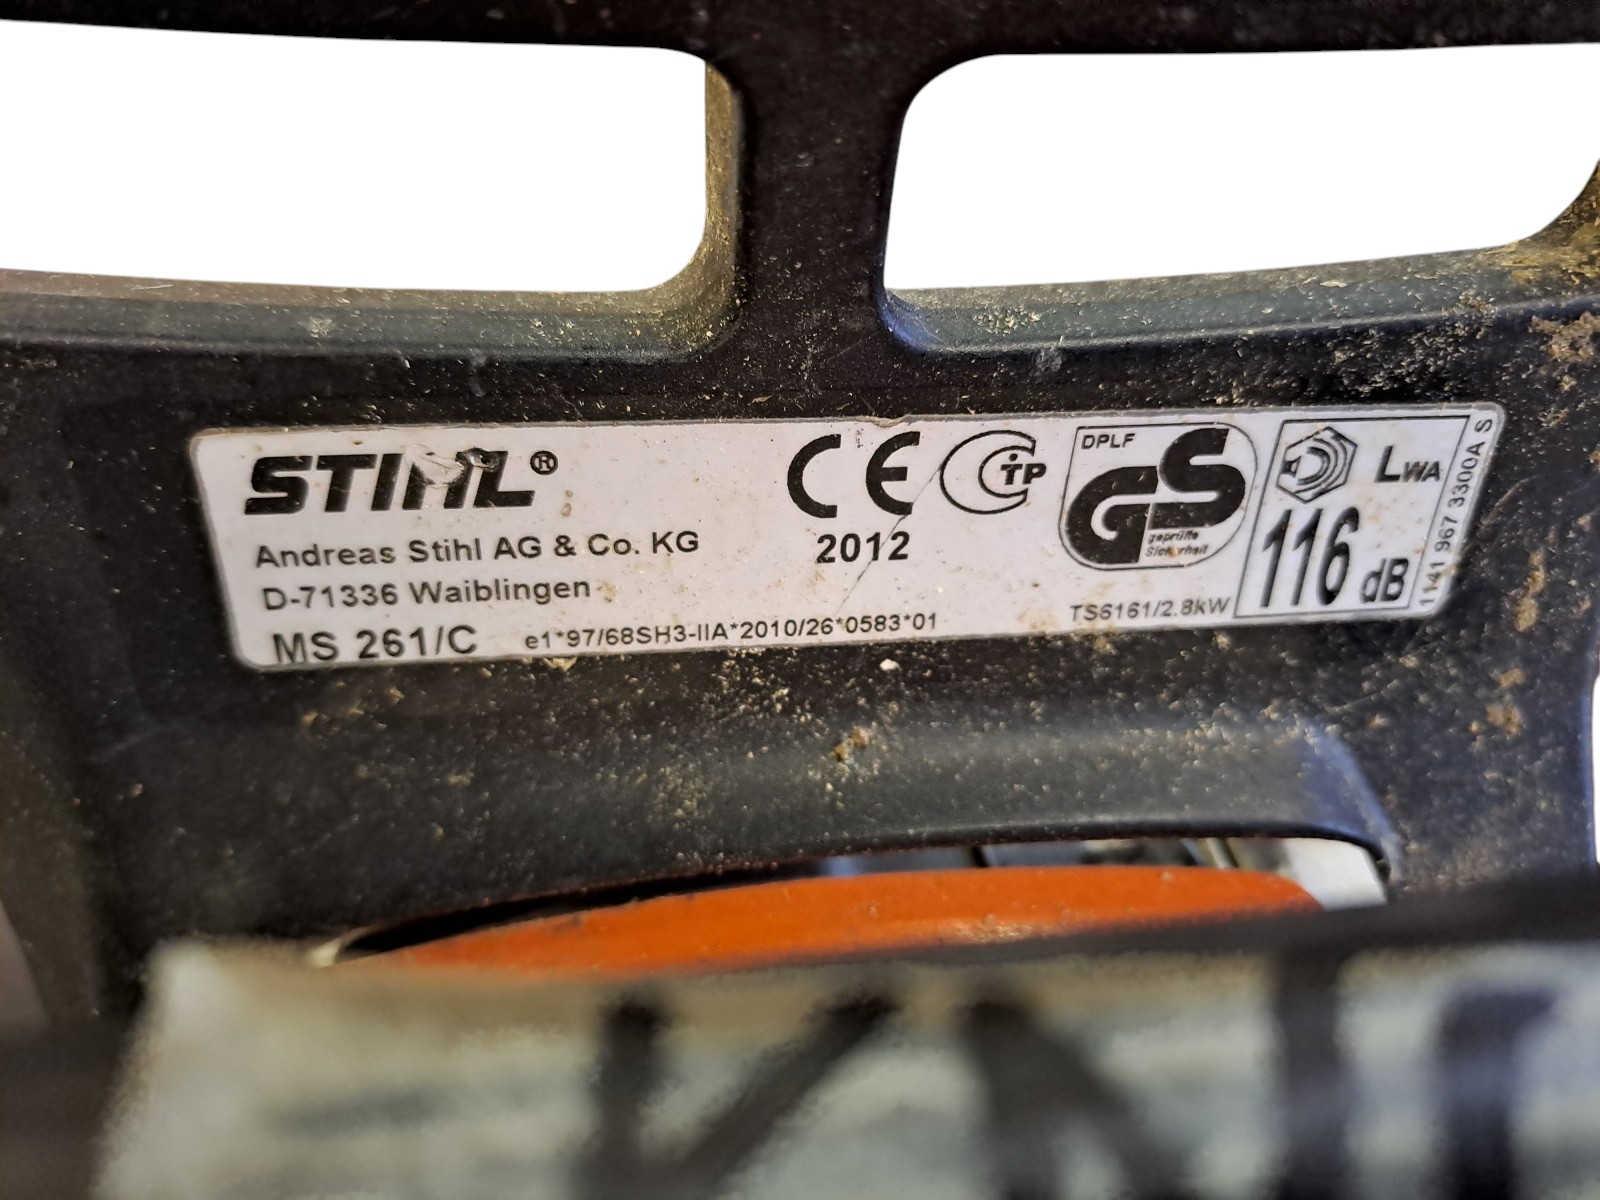 STIHL®
Andreas Stihl AG & Co. KG
D-71336 Waiblingen
MS 261/C
e1*97/68SH3-IIA*2010/26*0583*01
CE
2012
DPLF
GS
geprüfte
Sicherheit
TS6161/2.8kW
LWA
116 dB
1141 967 3300A S